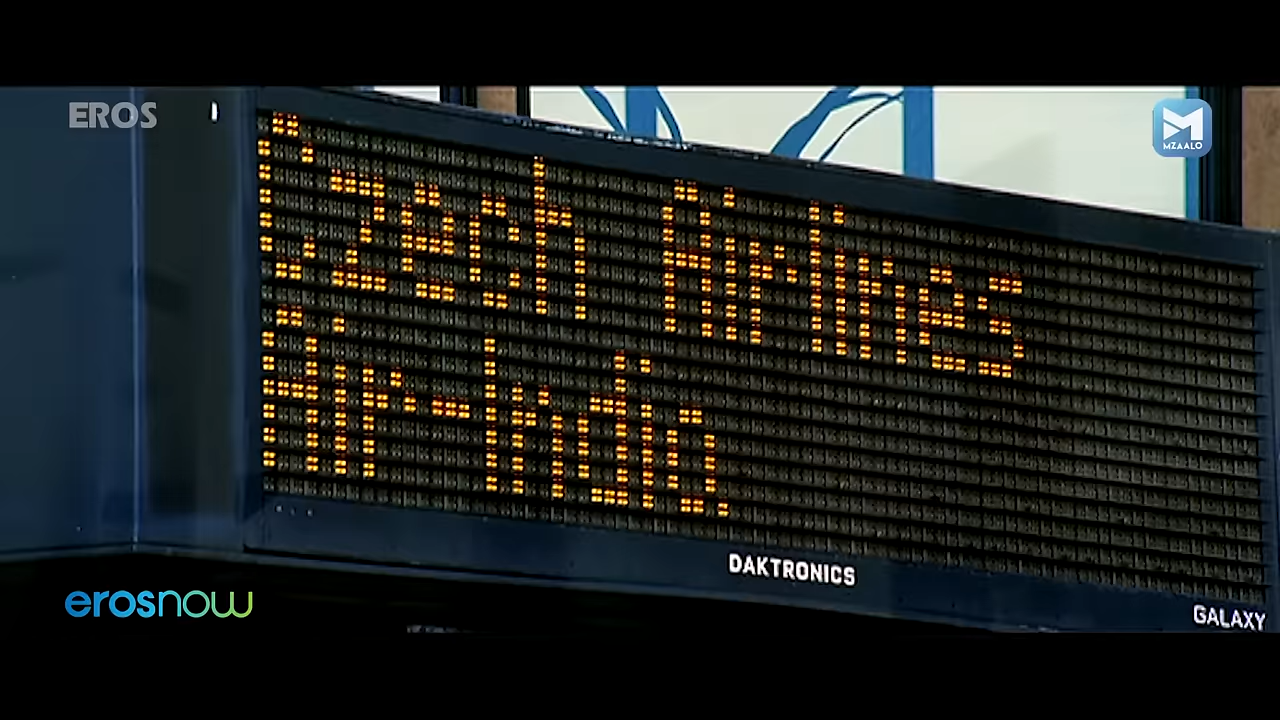 EROS
MZAALO
Czech Airlines
Air-India
DAKTRONICS
GALAXY
erosnow